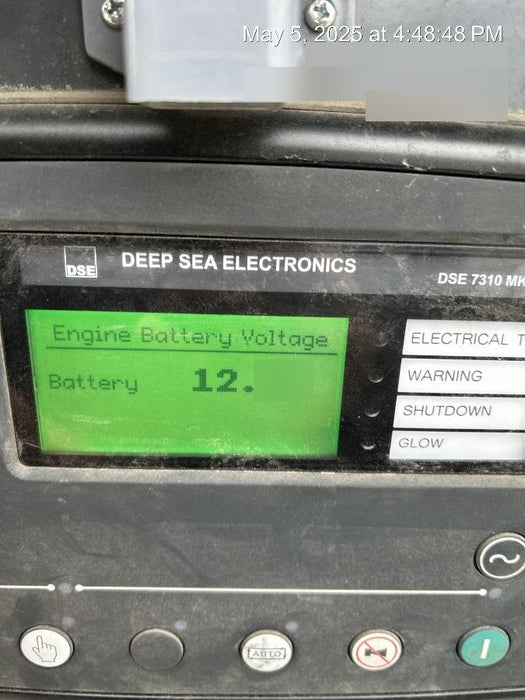 May 5, 2025 at 4:48:48 PM
DSE
DEEP SEA ELECTRONICS
DSE 7310 MK
Engine Battery Voltage
Battery 12.
ELECTRICAL T
WARNING
SHUTDOWN
GLOW
AUTO
I